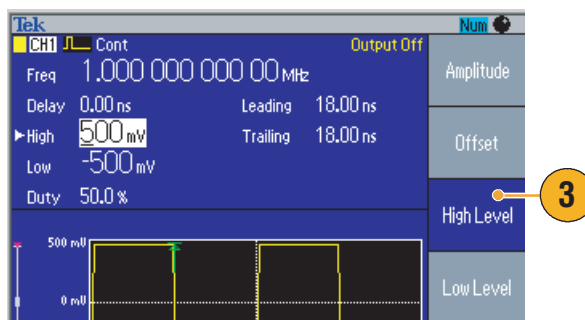 Tek
Num
CH1 Cont
Output Off
Freq 1.000 000 000 00 MHz
Delay 0.00 ns
Leading 18.00 ns
High 500 mV
Trailing 18.00 ns
Low -500 mV
Duty 50.0 %
500 mV
0 mV
Amplitude
Offset
High Level
Low Level
3